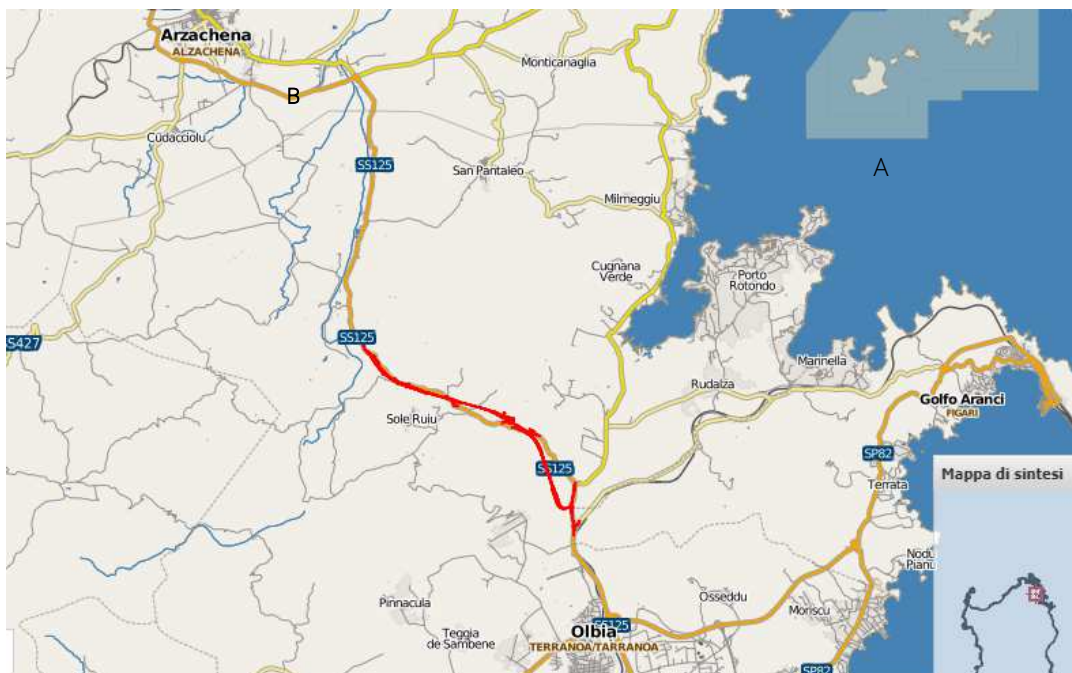 Arzachena
ALZACHENA
Monticanaglia
B
Cudacciolu
SS125
San Pantaleo
A
Milmeggiu
Cugnana
Verde
Porto
Rotondo
SS125
S427
Marinella
Rudalza
Golfo Aranci
FIGARI
Sole Ruiu
SP82
SS125
Terrata
Mappa di sintesi
Nodu
Pianu
Pinnacula
Osseddu
Moriscu
Teggia
de Sambene
SS125
Olbia
TERRANOA/TARRANOA
SP82